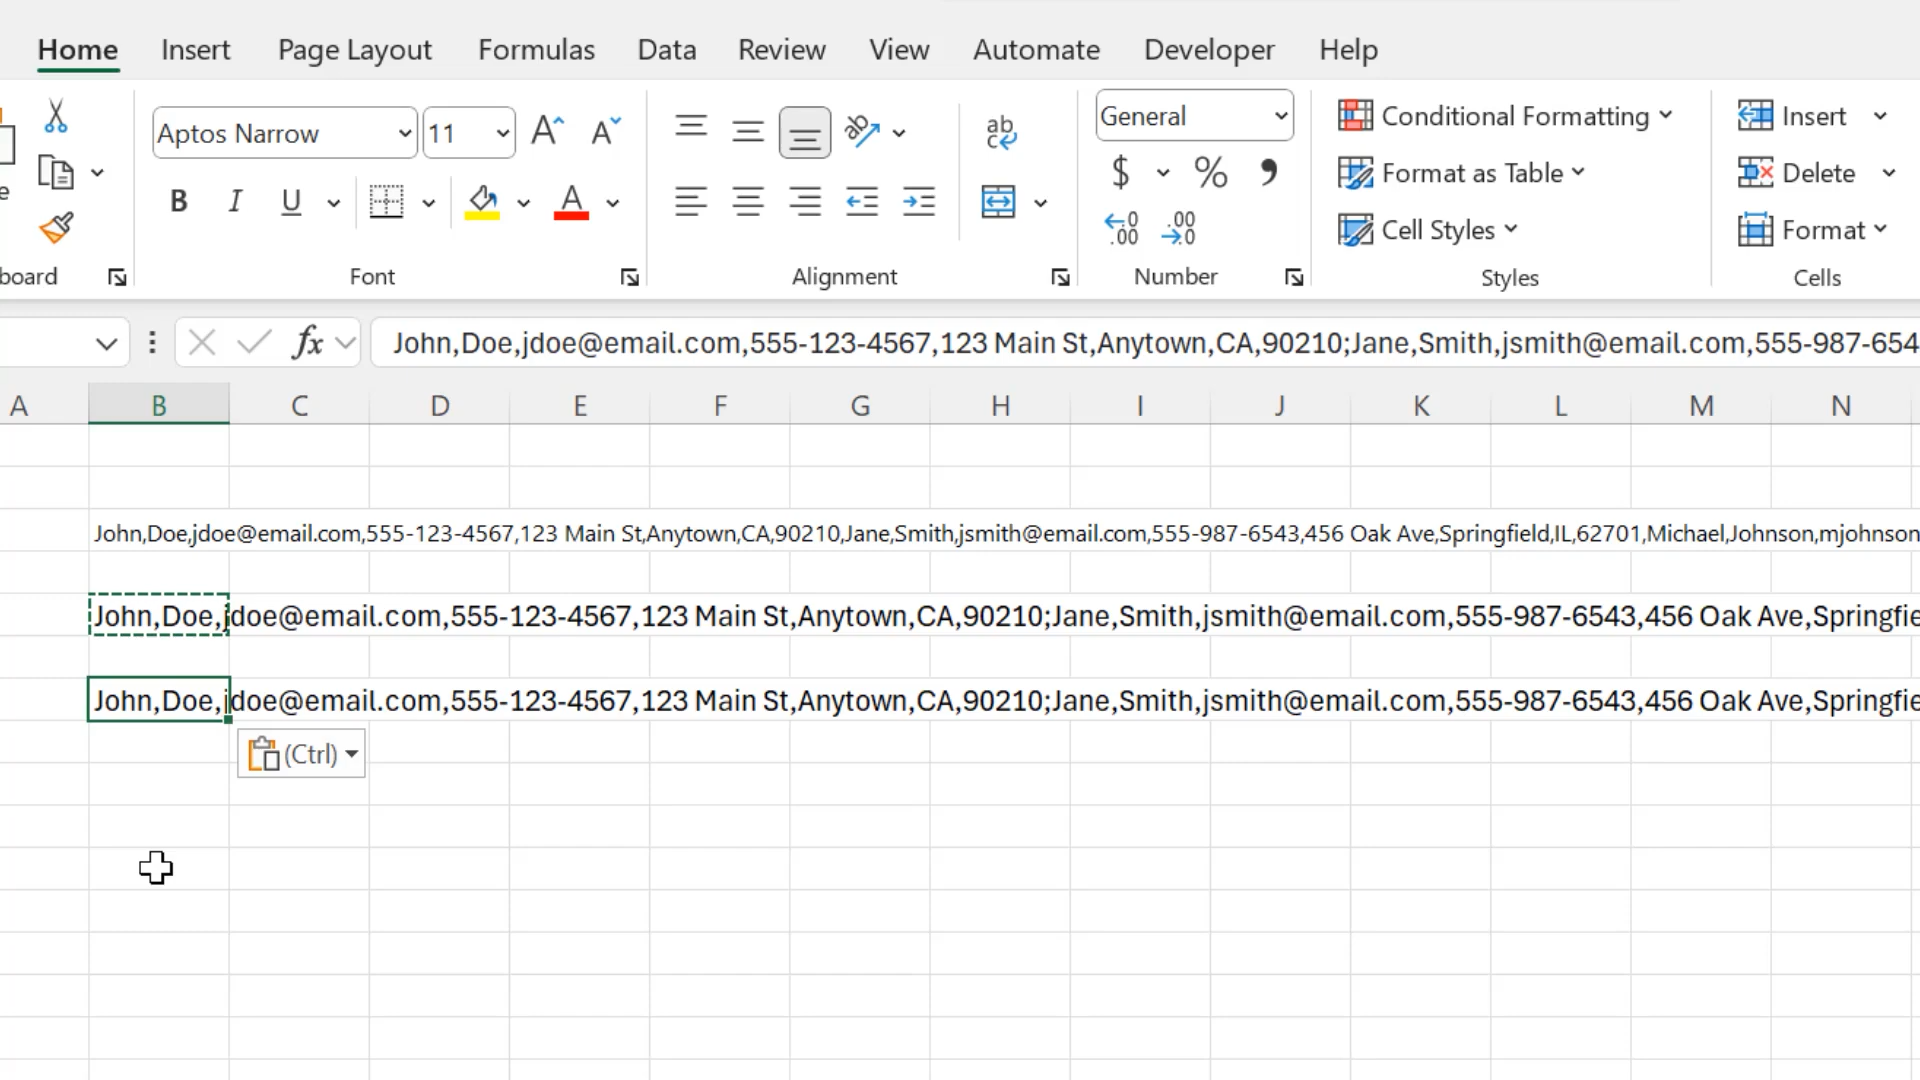 Home Insert Page Layout Formulas Data Review View Automate Developer Help
Aptos Narrow 11 A A ab General Conditional Formatting Insert
$ % , Format as Table Delete
B I U A
←0 .00 .00 →0 Cell Styles Format
board Font Alignment Number Styles Cells
fx John,Doe,jdoe@email.com,555-123-4567,123 Main St,Anytown,CA,90210;Jane,Smith,jsmith@email.com,555-987-654
A B C D E F G H I J K L M N
John,Doe,jdoe@email.com,555-123-4567,123 Main St,Anytown,CA,90210,Jane,Smith,jsmith@email.com,555-987-6543,456 Oak Ave,Springfield,IL,62701,Michael,Johnson,mjohnson
John,Doe,jdoe@email.com,555-123-4567,123 Main St,Anytown,CA,90210;Jane,Smith,jsmith@email.com,555-987-6543,456 Oak Ave,Springfie
John,Doe,jdoe@email.com,555-123-4567,123 Main St,Anytown,CA,90210;Jane,Smith,jsmith@email.com,555-987-6543,456 Oak Ave,Springfie
(Ctrl)